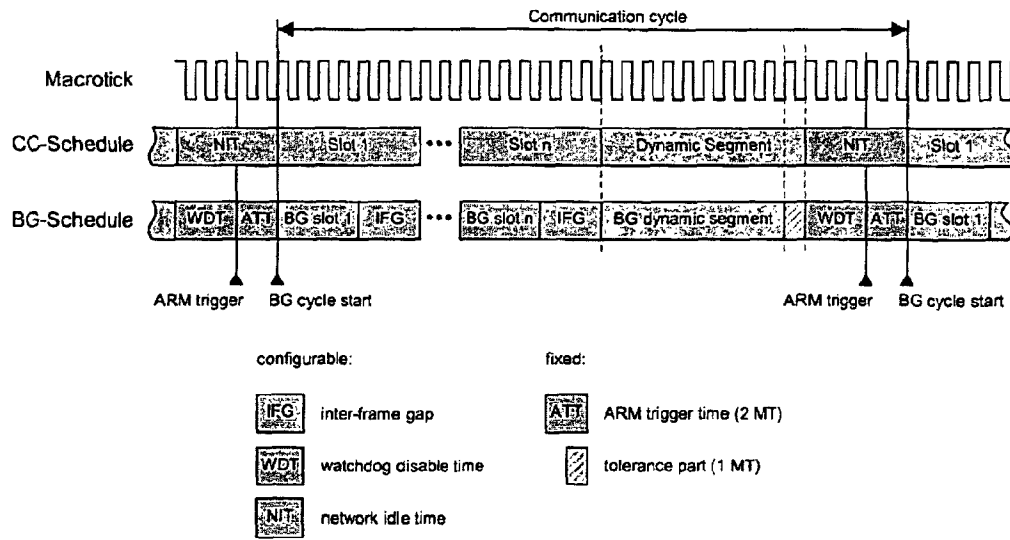 Communication cycle
Macrotick
CC-Schedule NIT Slot 1 ••• Slot n Dynamic Segment NIT Slot 1
BG-Schedule WDT ATT BG slot 1 IFG ••• BG slot n IFG BG dynamic segment WDT ATT BG slot 1
ARM trigger BG cycle start ARM trigger BG cycle start
configurable: fixed:
IFG inter-frame gap ATT ARM trigger time (2 MT)
WDT watchdog disable time tolerance part (1 MT)
NIT network idle time